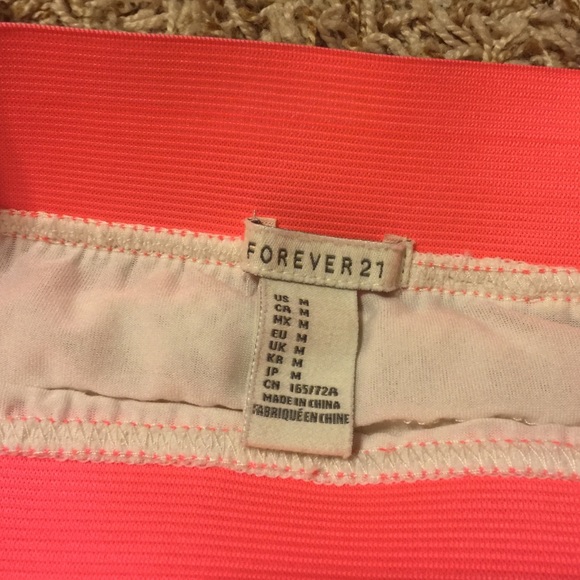 FOREVER 21
US M
CA M
MX M
EU M
UK M
KR M
JP M
CN 165/72A
MADE IN CHINA
FABRIQUÉ EN CHINE